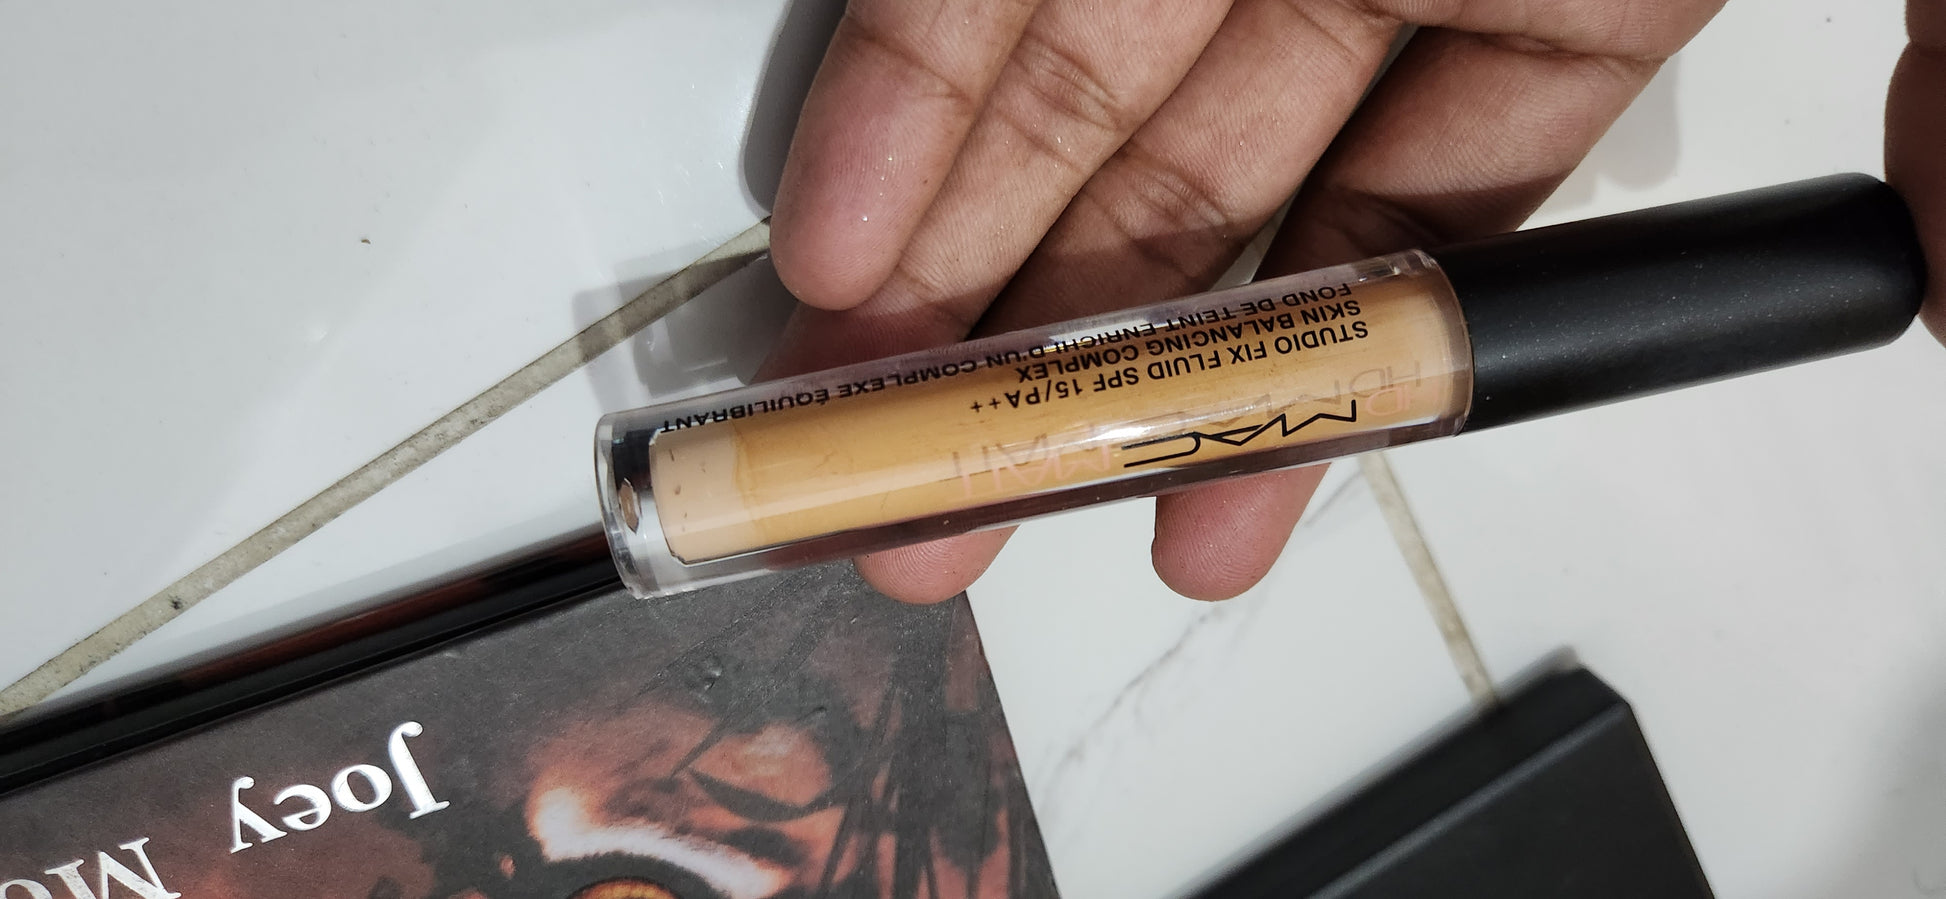 MAC
STUDIO FIX FLUID SPF 15/PA++
SKIN BALANCING COMPLEX
FOND DE TEINT ENRICHI D'UN COMPLEXE ÉQUILIBRANT
Joey